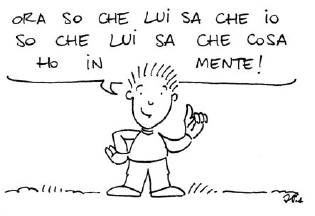 ORA SO CHE LUI SA CHE IO
SO CHE LUI SA CHE COSA
HO IN MENTE!